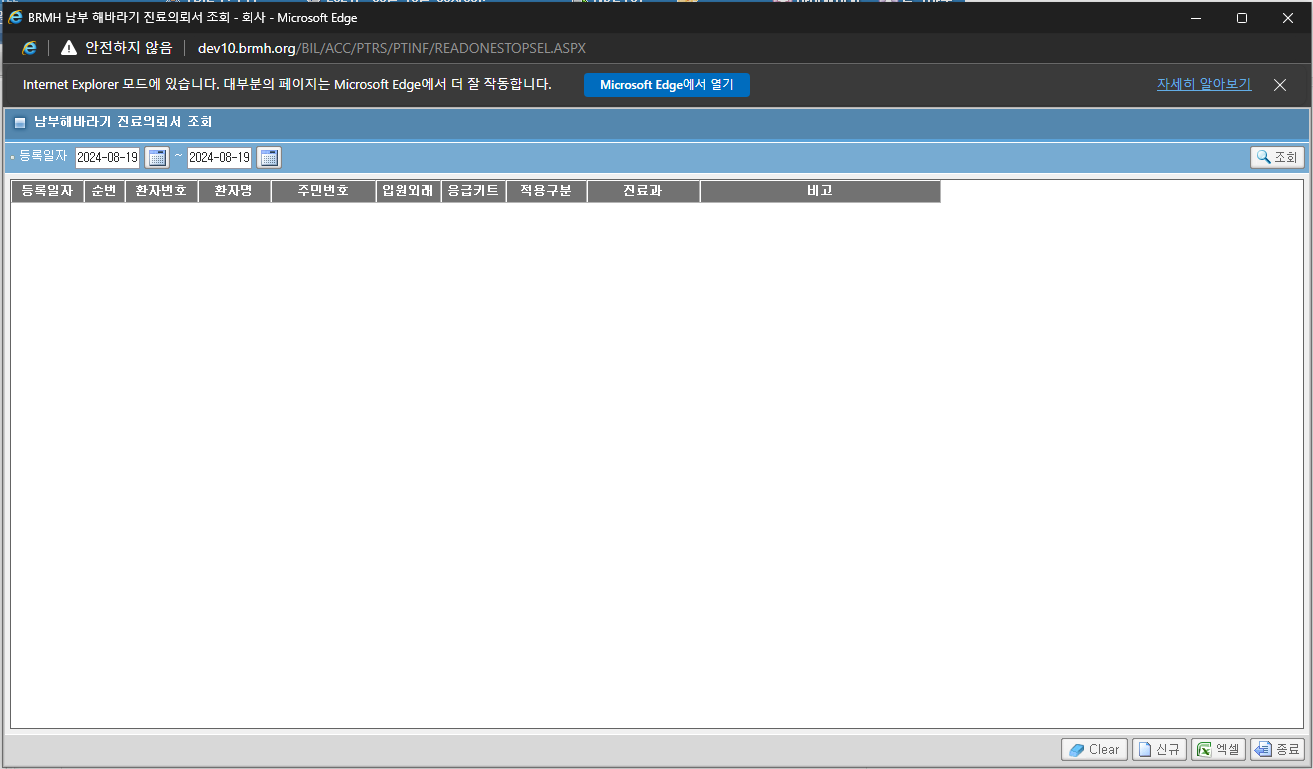 BRMH 남부 해바라기 진료의뢰서 조회 - 회사 - Microsoft Edge
안전하지 않음 dev10.brmh.org/BIL/ACC/PTRS/PTINF/READONESTOPSEL.ASPX
Internet Explorer 모드에 있습니다. 대부분의 페이지는 Microsoft Edge에서 더 잘 작동합니다. Microsoft Edge에서 열기 자세히 알아보기
남부해바라기 진료의뢰서 조회
등록일자 2024-08-19 ~ 2024-08-19 조회
등록일자 순번 환자번호 환자명 주민번호 입원외래 응급키트 적용구분 진료과 비고
Clear 신규 엑셀 종료